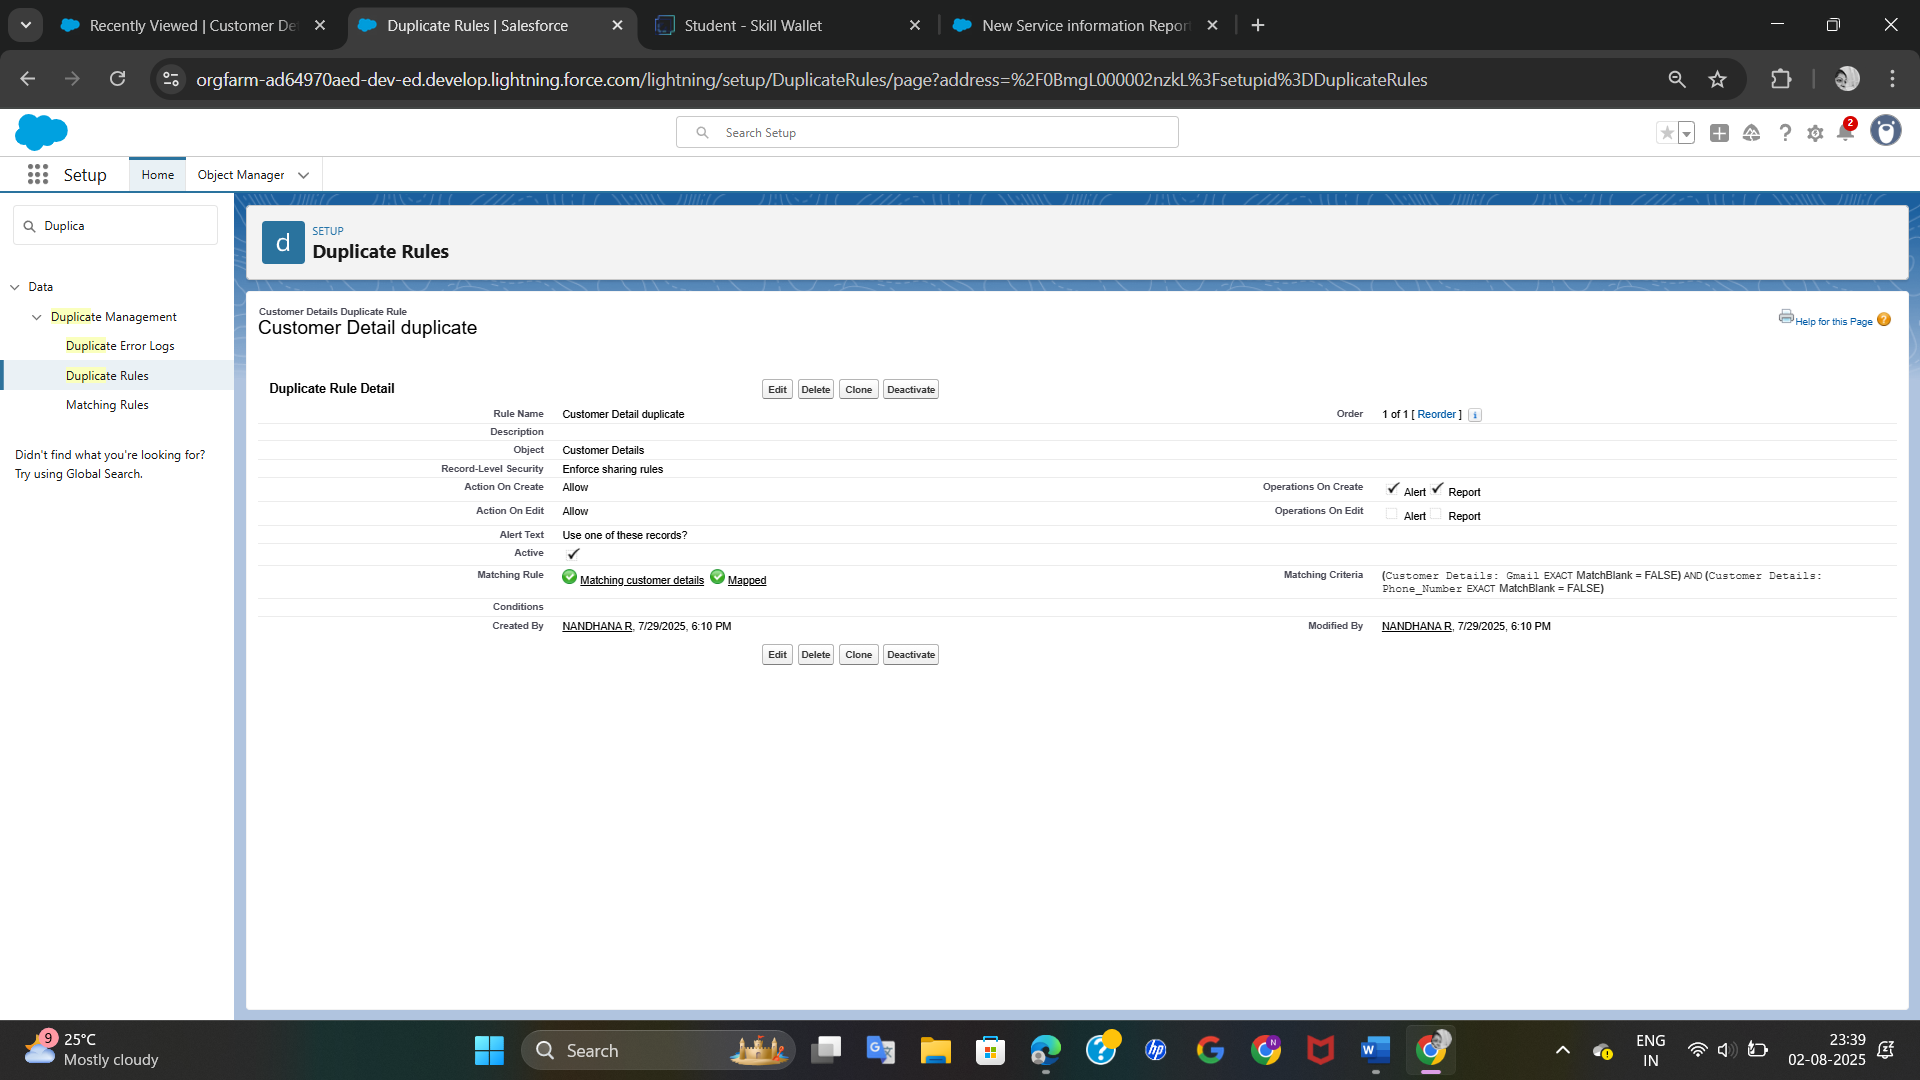 Recently Viewed | Customer De
Duplicate Rules | Salesforce
Student - Skill Wallet
New Service information Report
orgfarm-ad64970aed-dev-ed.develop.lightning.force.com/lightning/setup/DuplicateRules/page?address=%2F0BmgL000002nzkL%3Fsetupid%3DDuplicateRules
Search Setup
2
Setup
Home
Object Manager
Duplica
Data
Duplicate Management
Duplicate Error Logs
Duplicate Rules
Matching Rules
Didn't find what you're looking for?
Try using Global Search.
d
SETUP
Duplicate Rules
Customer Details Duplicate Rule
Customer Detail duplicate
Help for this Page
Duplicate Rule Detail
Edit Delete Clone Deactivate
Rule Name Customer Detail duplicate Order 1 of 1 [ Reorder ] i
Description
Object Customer Details
Record-Level Security Enforce sharing rules
Action On Create Allow Operations On Create Alert Report
Action On Edit Allow Operations On Edit Alert Report
Alert Text Use one of these records?
Active
Matching Rule Matching customer details Mapped Matching Criteria (Customer Details: Gmail EXACT MatchBlank = FALSE) AND (Customer Details:
Phone_Number EXACT MatchBlank = FALSE)
Conditions
Created By NANDHANA R, 7/29/2025, 6:10 PM Modified By NANDHANA R, 7/29/2025, 6:10 PM
Edit Delete Clone Deactivate
9
25°C
Mostly cloudy
Search
hp
N
ENG
IN
23:39
02-08-2025